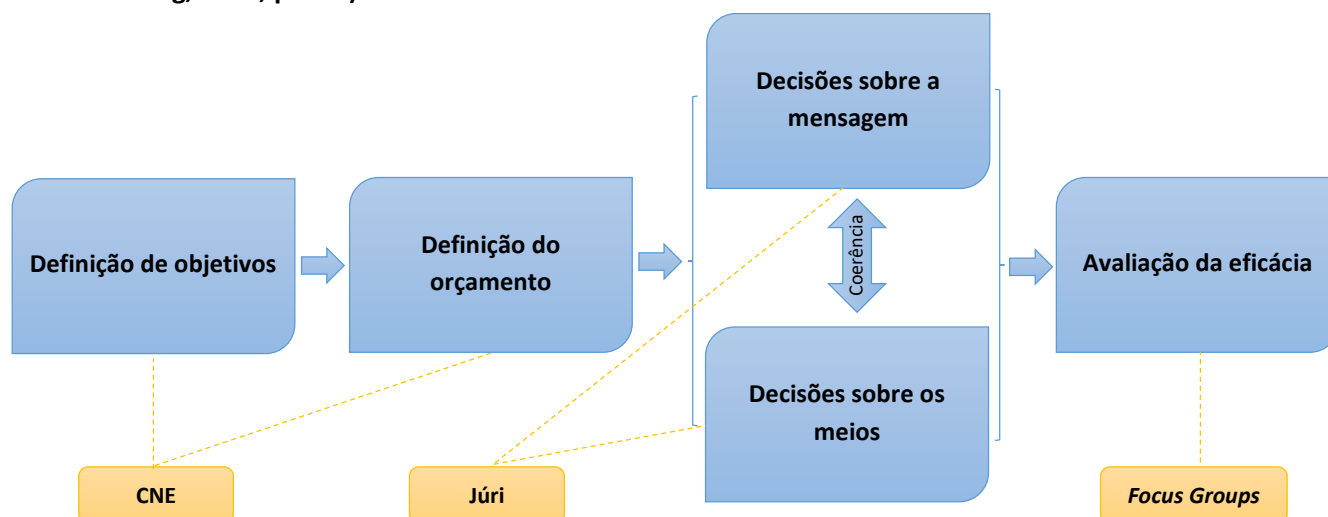 Decisões sobre a
mensagem
Definição de objetivos
Definição do
orçamento
Coerência
Avaliação da eficácia
Decisões sobre os
meios
CNE
Júri
Focus Groups